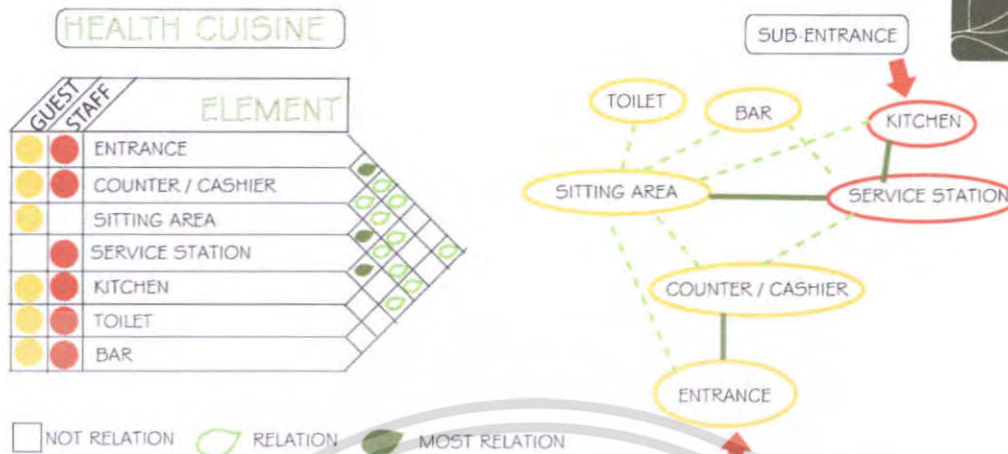 HEALTH CUISINE
GUEST
STAFF
ELEMENT
ENTRANCE
COUNTER / CASHIER
SITTING AREA
SERVICE STATION
KITCHEN
TOILET
BAR
NOT RELATION
RELATION
MOST RELATION
SUB-ENTRANCE
TOILET
BAR
KITCHEN
SITTING AREA
SERVICE STATION
COUNTER / CASHIER
ENTRANCE